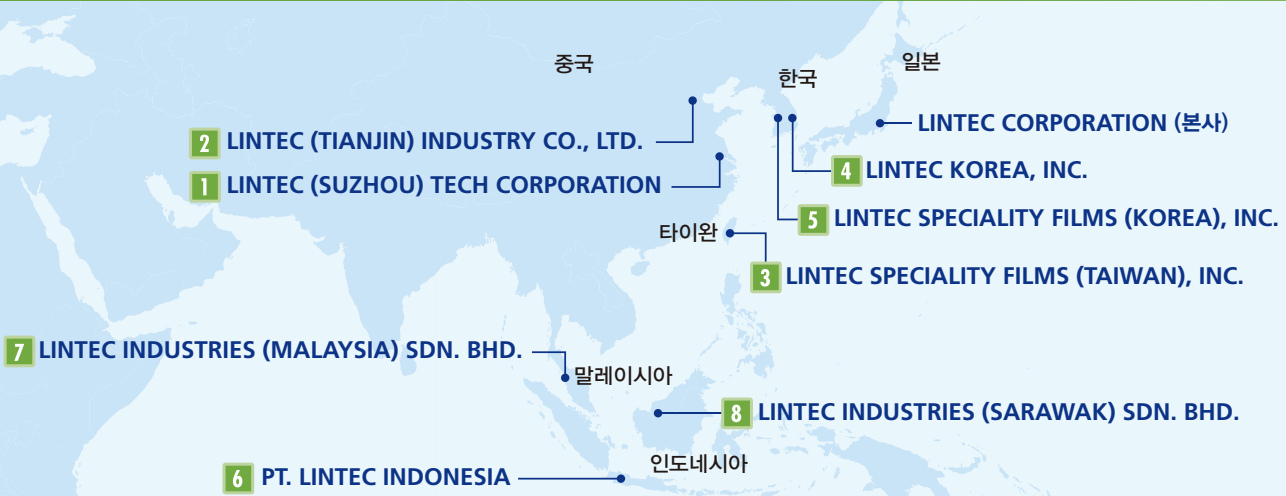 중국
일본
한국
LINTEC CORPORATION (본사)
2 LINTEC (TIANJIN) INDUSTRY CO., LTD.
4 LINTEC KOREA, INC.
1 LINTEC (SUZHOU) TECH CORPORATION
5 LINTEC SPECIALITY FILMS (KOREA), INC.
타이완
3 LINTEC SPECIALITY FILMS (TAIWAN), INC.
7 LINTEC INDUSTRIES (MALAYSIA) SDN. BHD.
말레이시아
8 LINTEC INDUSTRIES (SARAWAK) SDN. BHD.
인도네시아
6 PT. LINTEC INDONESIA